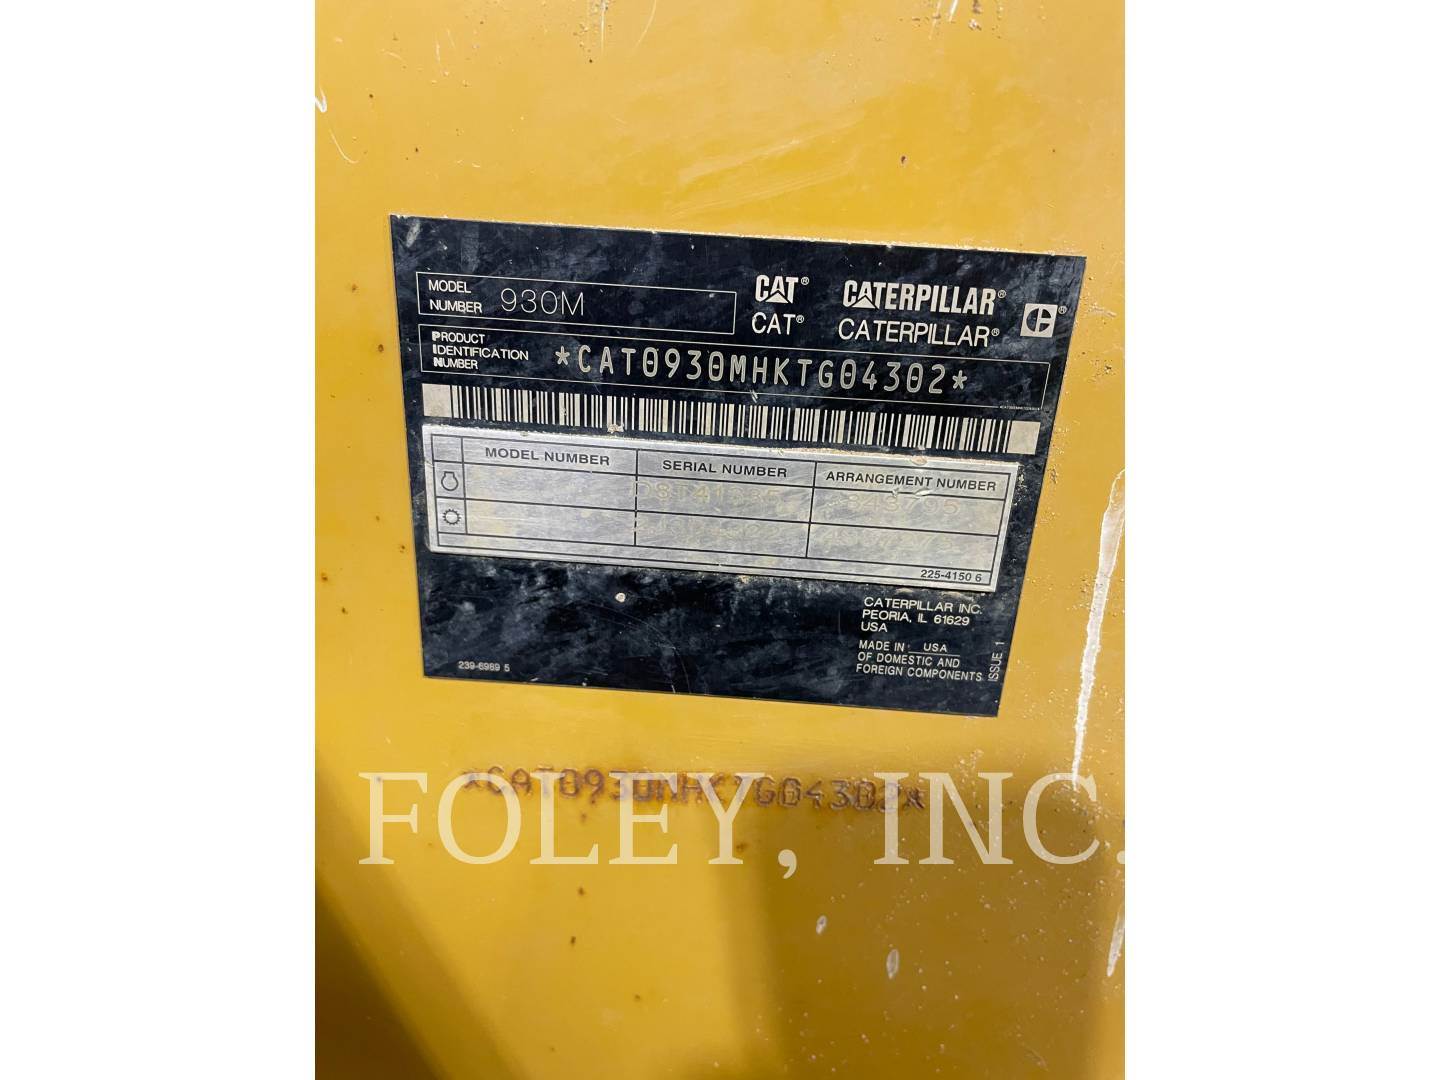 MODEL NUMBER 930M
CAT® CATERPILLAR®
CAT® CATERPILLAR®
PRODUCT IDENTIFICATION NUMBER *CAT0930MHKTG04302*
MODEL NUMBER SERIAL NUMBER ARRANGEMENT NUMBER
225-4150 6
CATERPILLAR INC.
PEORIA, IL 61629
USA
MADE IN USA
OF DOMESTIC AND
FOREIGN COMPONENTS
ISSUE 1
239-6989 5
*CAT0930MHKTG04302*
FOLEY, INC.